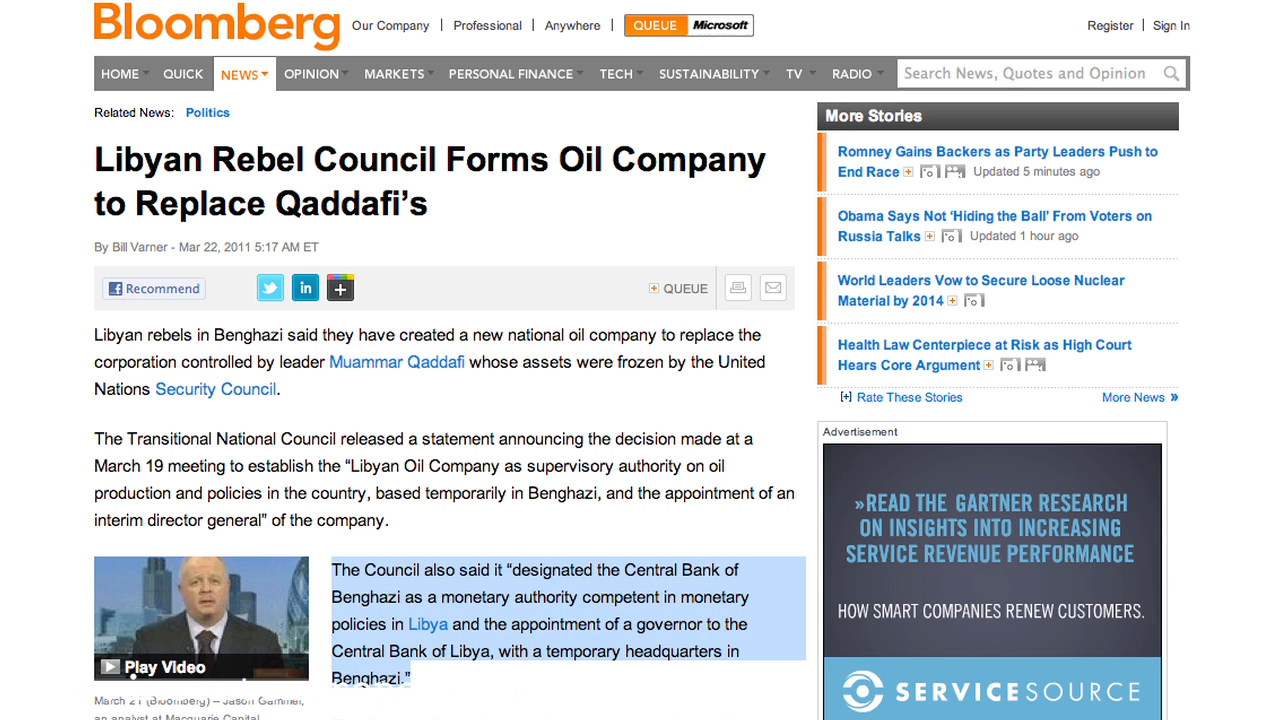 Bloomberg
Our Company | Professional | Anywhere | QUEUE Microsoft
Register | Sign In
HOME QUICK NEWS OPINION MARKETS PERSONAL FINANCE TECH SUSTAINABILITY TV RADIO Search News, Quotes and Opinion
Related News: Politics
Libyan Rebel Council Forms Oil Company
to Replace Qaddafi’s
By Bill Varner - Mar 22, 2011 5:17 AM ET
Recommend
QUEUE
Libyan rebels in Benghazi said they have created a new national oil company to replace the
corporation controlled by leader Muammar Qaddafi whose assets were frozen by the United
Nations Security Council.
The Transitional National Council released a statement announcing the decision made at a
March 19 meeting to establish the “Libyan Oil Company as supervisory authority on oil
production and policies in the country, based temporarily in Benghazi, and the appointment of an
interim director general” of the company.
Play Video
March 21 (Bloomberg) -- Jason Gammel,
an analyst at Macquarie Capital
The Council also said it “designated the Central Bank of
Benghazi as a monetary authority competent in monetary
policies in Libya and the appointment of a governor to the
Central Bank of Libya, with a temporary headquarters in
Benghazi.”
More Stories
Romney Gains Backers as Party Leaders Push to
End Race Updated 5 minutes ago
Obama Says Not ‘Hiding the Ball’ From Voters on
Russia Talks Updated 1 hour ago
World Leaders Vow to Secure Loose Nuclear
Material by 2014
Health Law Centerpiece at Risk as High Court
Hears Core Argument
[+] Rate These Stories More News »
Advertisement
»READ THE GARTNER RESEARCH
ON INSIGHTS INTO INCREASING
SERVICE REVENUE PERFORMANCE
HOW SMART COMPANIES RENEW CUSTOMERS.
SERVICESOURCE